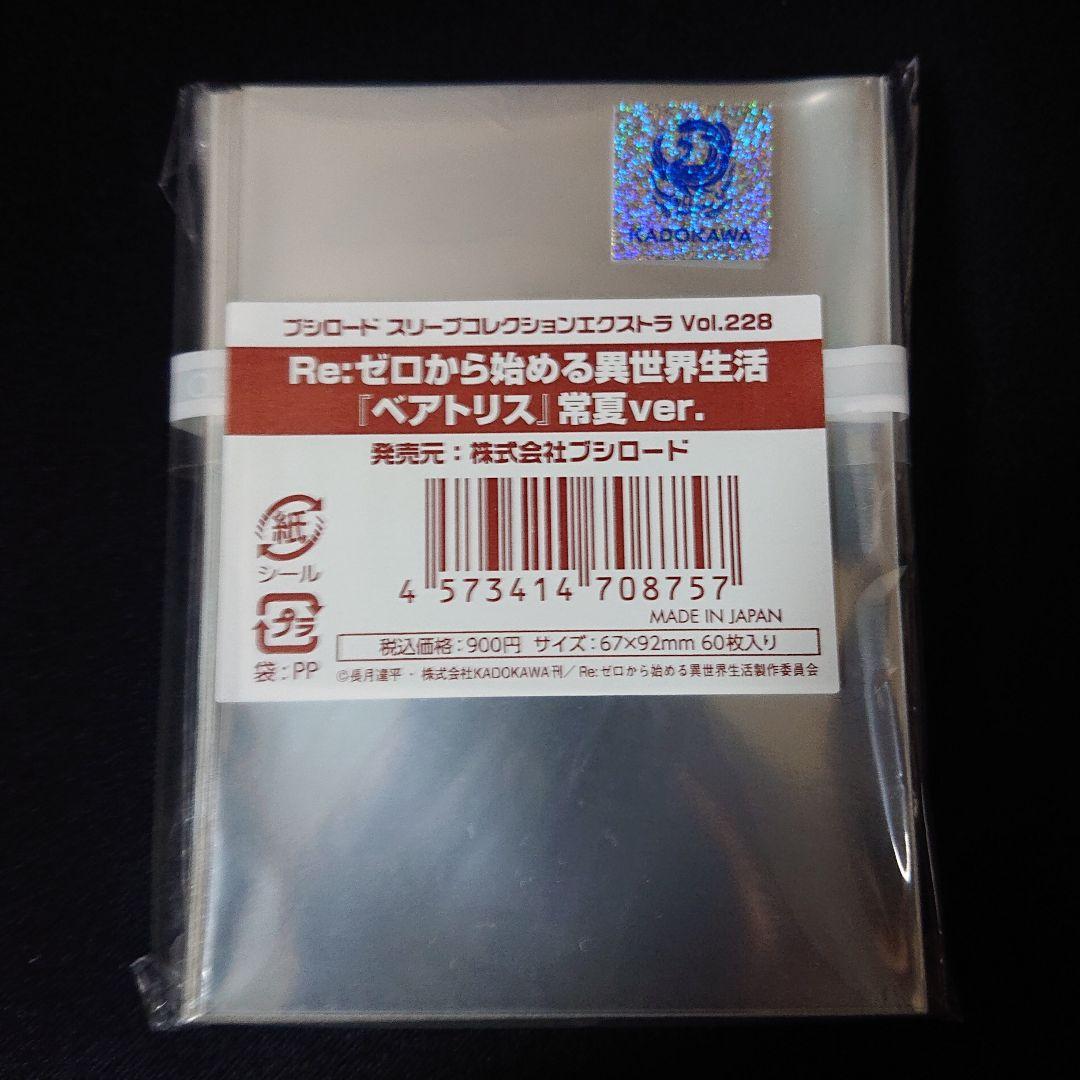 KADOKAWA
ブシロード スリーブコレクションエクストラ Vol.228
Re:ゼロから始める異世界生活
『ベアトリス』常夏ver.
発売元：株式会社ブシロード
紙
シール
プラ
袋：PP
4 573414 708757
MADE IN JAPAN
税込価格：900円 サイズ：67×92mm 60枚入り
©長月達平・株式会社KADOKAWA刊／Re:ゼロから始める異世界生活製作委員会